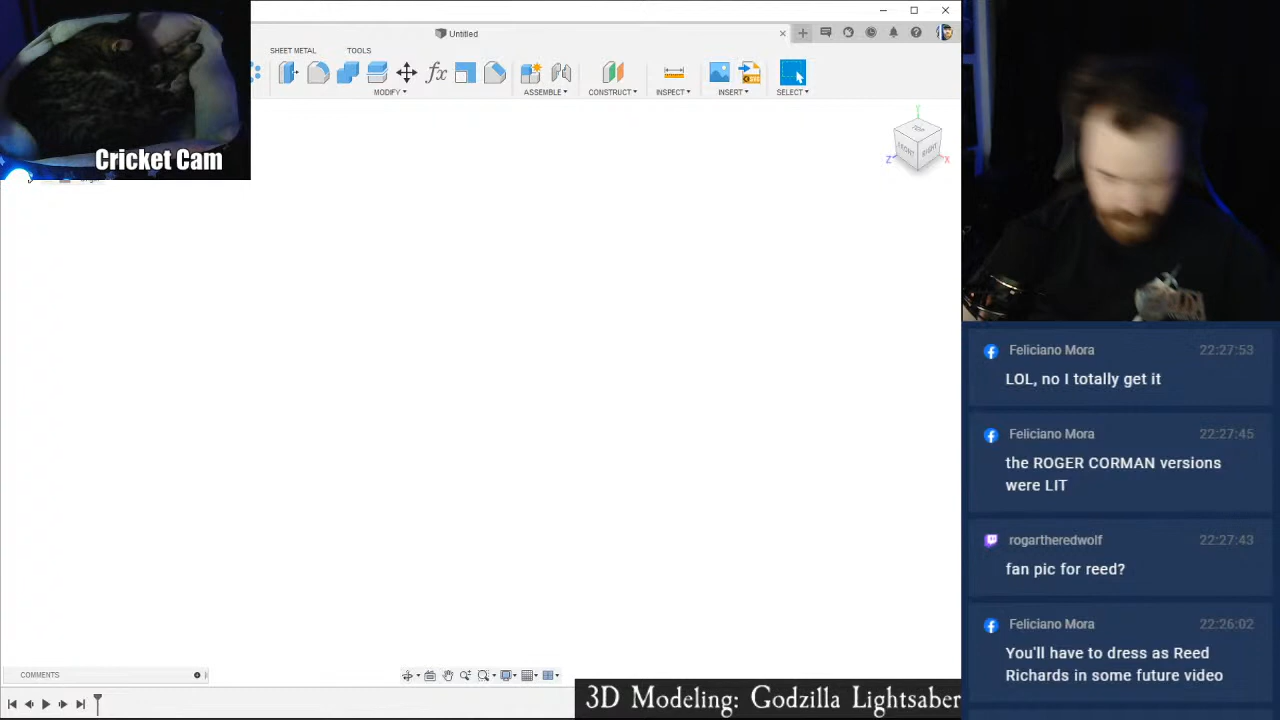 Untitled
SHEET METAL
TOOLS
MODIFY
ASSEMBLE
CONSTRUCT
INSPECT
INSERT
SELECT
Cricket Cam
Y
TOP
FRONT
RIGHT
Z
X
Feliciano Mora 22:27:53
LOL, no I totally get it
Feliciano Mora 22:27:45
the ROGER CORMAN versions
were LIT
rogartheredwolf 22:27:43
fan pic for reed?
Feliciano Mora 22:26:02
You'll have to dress as Reed
Richards in some future video
COMMENTS
3D Modeling: Godzilla Lightsaber